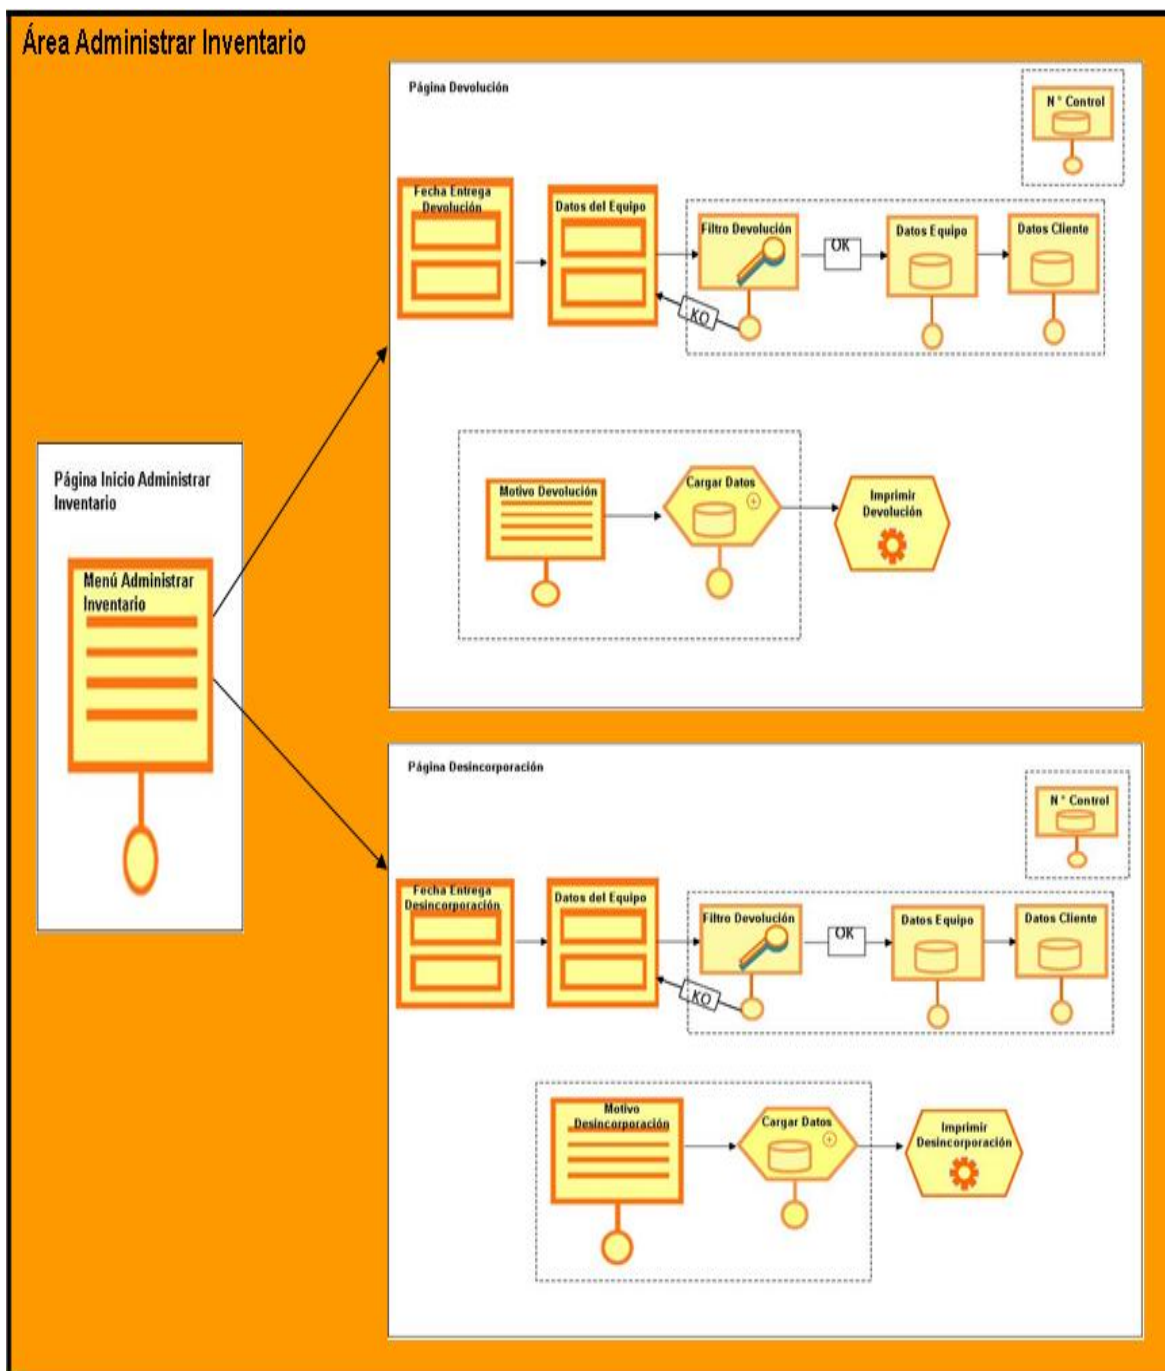 Área Administrar Inventario
Página Devolución
N° Control
Fecha Entrega
Devolución
Datos del Equipo
Filtro Devolución
OK
Datos Equipo
Datos Cliente
KO
Motivo Devolución
Cargar Datos
Imprimir
Devolución
Página Inicio Administrar
Inventario
Menú Administrar
Inventario
Página Desincorporación
N° Control
Fecha Entrega
Desincorporación
Datos del Equipo
Filtro Devolución
OK
Datos Equipo
Datos Cliente
KO
Motivo
Desincorporación
Cargar Datos
Imprimir
Desincorporación